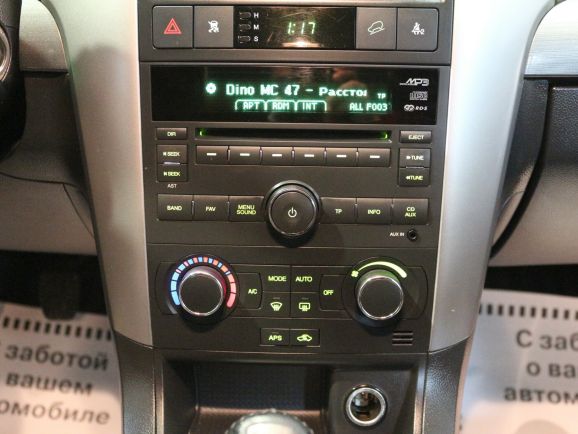 H
M
S
1:17
Dino MC 47 - Расстоя
TP
MP3
APT RDM INT
ALL F003
RDS
DIR
EJECT
SEEK
TUNE
SEEK
TUNE
AST
BAND
FAV
MENU
SOUND
TP
INFO
CD
AUX
AUX IN
MODE
AUTO
A/C
OFF
APS
С заботой
о вашем
автомобиле
С забо
о ва
автомо